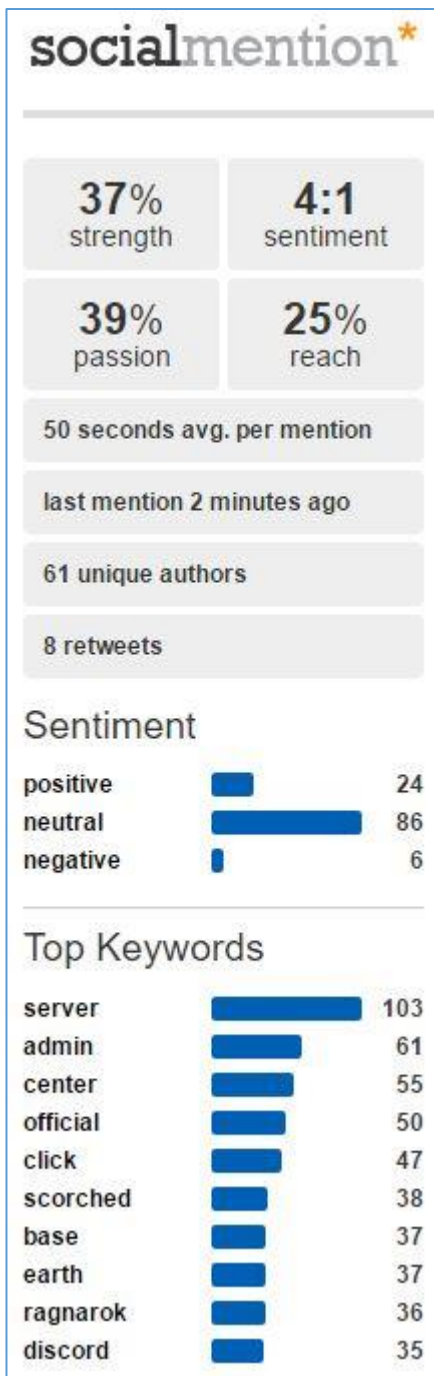 socialmention*
37% 4:1
strength sentiment
39% 25%
passion reach
50 seconds avg. per mention
last mention 2 minutes ago
61 unique authors
8 retweets
Sentiment
positive 24
neutral 86
negative 6
Top Keywords
server 103
admin 61
center 55
official 50
click 47
scorched 38
base 37
earth 37
ragnarok 36
discord 35